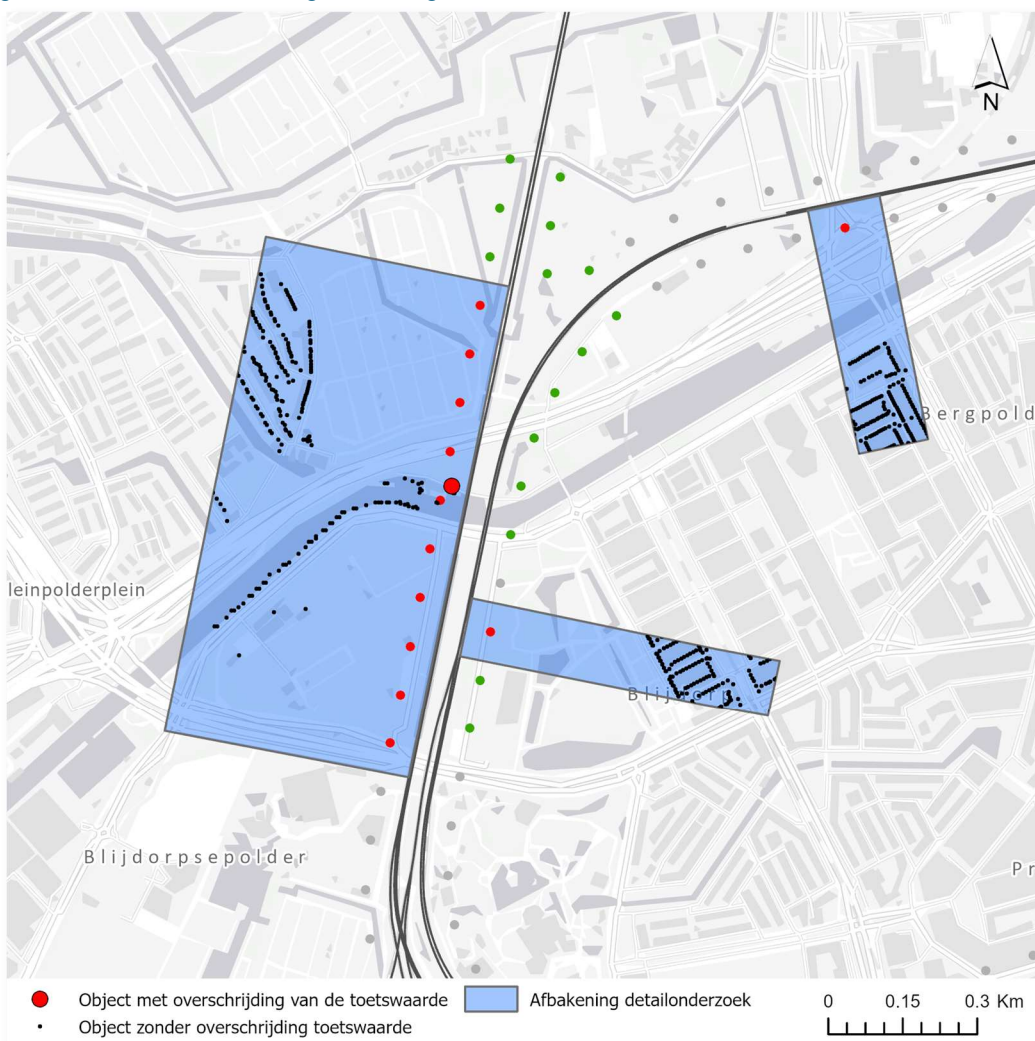 N
Bergpold
leinpolderplein
Blijdorp
Blijdorpsepolder
Pr
Object met overschrijding van de toetswaarde
Afbakening detailonderzoek
0 0.15 0.3 Km
Object zonder overschrijding toetswaarde